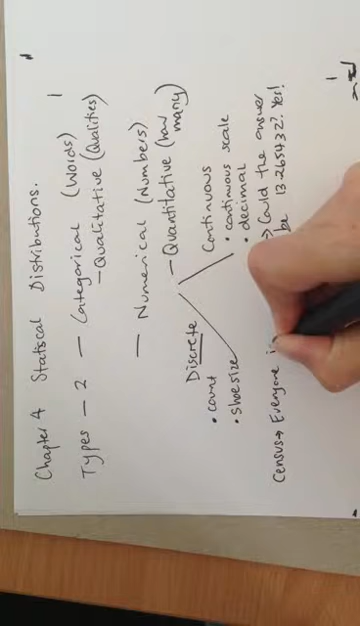 Chapter 4 Statiscal Distributions.
Types - 2 - Categorical (Words)
- Qualitative (Qualities)
- Numerical (Numbers)
- Quantitative (how many)
Discrete
• count
• shoesize
Continuous
• continuous scale
• decimal
→ Could the answer
be 13.265432? Yes!
Census → Everyone i